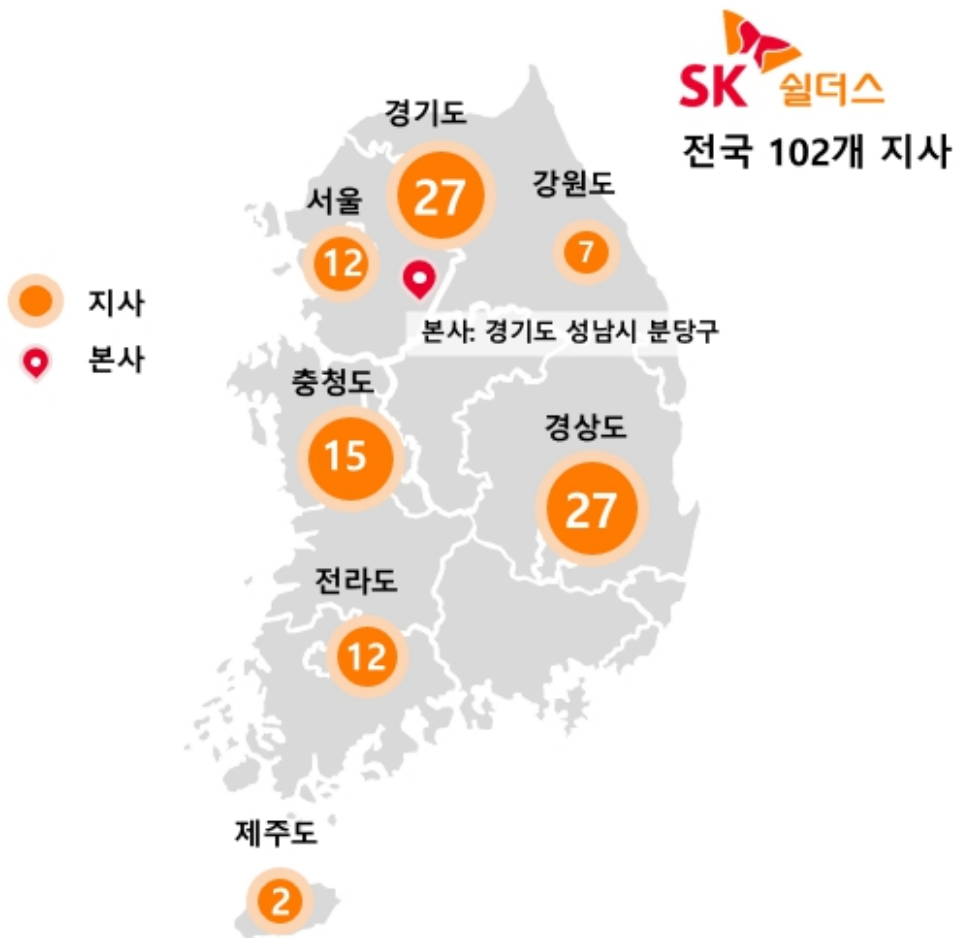 SK 쉴더스
전국 102개 지사
경기도
27
서울
12
강원도
7
지사
본사
본사: 경기도 성남시 분당구
충청도
15
경상도
27
전라도
12
제주도
2